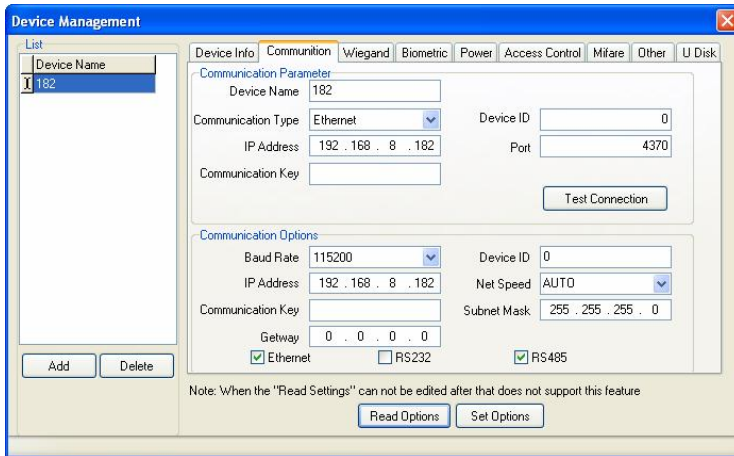 Device Management
List
Device Name
182
Add Delete
Device Info Communition Wiegand Biometric Power Access Control Mifare Other U Disk
Communication Parameter
Device Name 182
Communication Type Ethernet Device ID 0
IP Address 192 . 168 . 8 . 182 Port 4370
Communication Key
Test Connection
Communication Options
Baud Rate 115200 Device ID 0
IP Address 192 . 168 . 8 . 182 Net Speed AUTO
Communication Key Subnet Mask 255 . 255 . 255 . 0
Getway 0 . 0 . 0 . 0
Ethernet RS232 RS485
Note: When the "Read Settings" can not be edited after that does not support this feature
Read Options Set Options